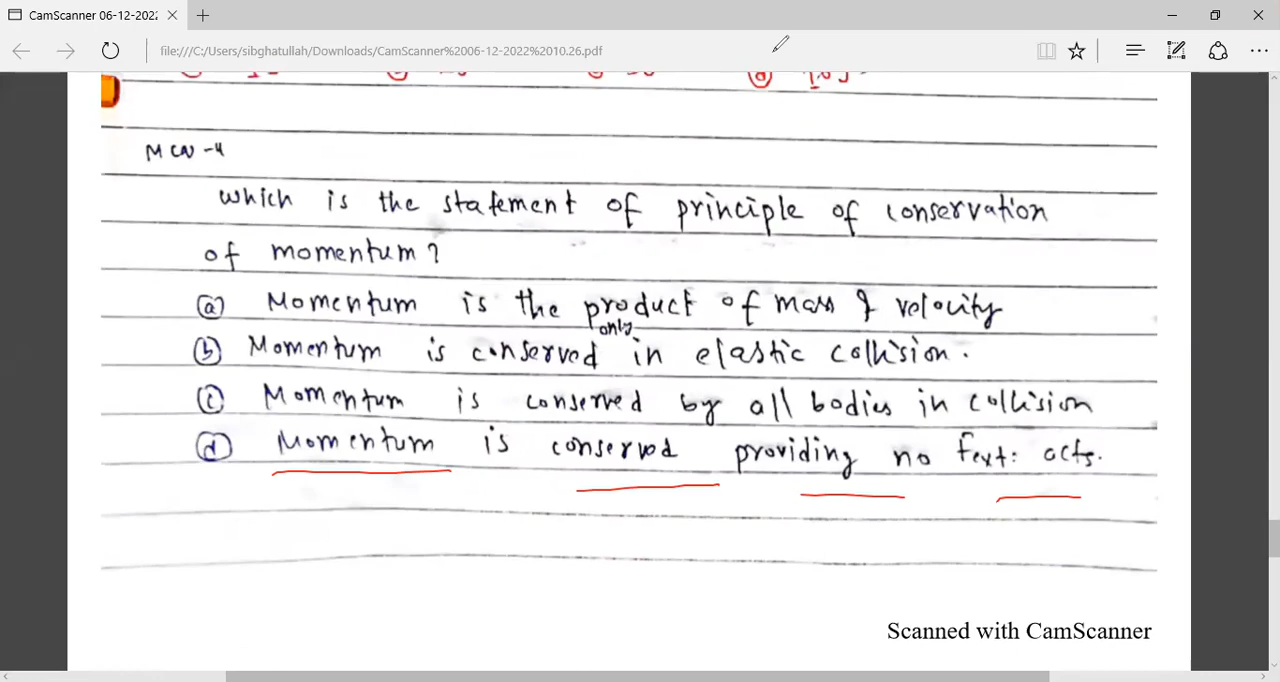 CamScanner 06-12-2022
file:///C:/Users/sibghatullah/Downloads/CamScanner%2006-12-2022%2010.26.pdf
MCQ -4
which is the statement of principle of conservation
of momentum?
(a) Momentum is the product of mass & velocity
only
(b) Momentum is conserved in elastic collision.
(c) Momentum is conserved by all bodies in collision
(d) Momentum is conserved providing no Fext: acts.
Scanned with CamScanner